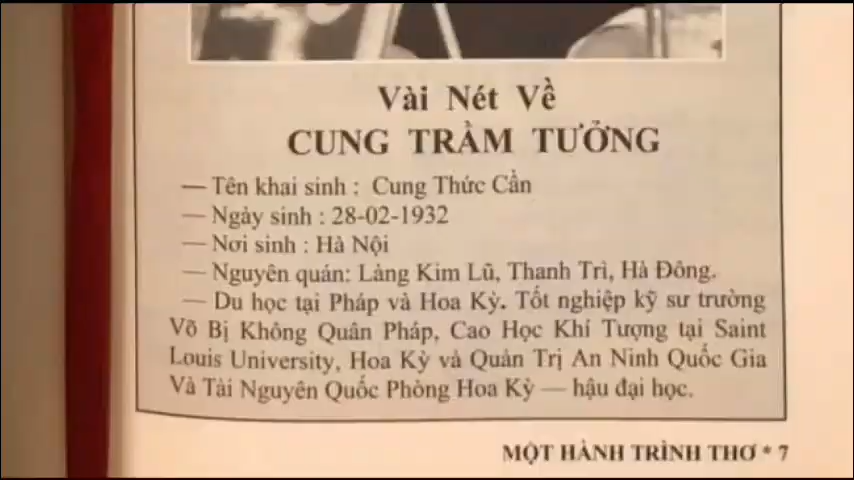 Vài Nét Về
CUNG TRẦM TƯỞNG
— Tên khai sinh : Cung Thức Cần
— Ngày sinh : 28-02-1932
— Nơi sinh : Hà Nội
— Nguyên quán: Làng Kim Lũ, Thanh Trì, Hà Đông.
— Du học tại Pháp và Hoa Kỳ. Tốt nghiệp kỹ sư trường
Võ Bị Không Quân Pháp, Cao Học Khí Tượng tại Saint
Louis University, Hoa Kỳ và Quản Trị An Ninh Quốc Gia
Và Tài Nguyên Quốc Phòng Hoa Kỳ — hậu đại học.
MỘT HÀNH TRÌNH THƠ * 7